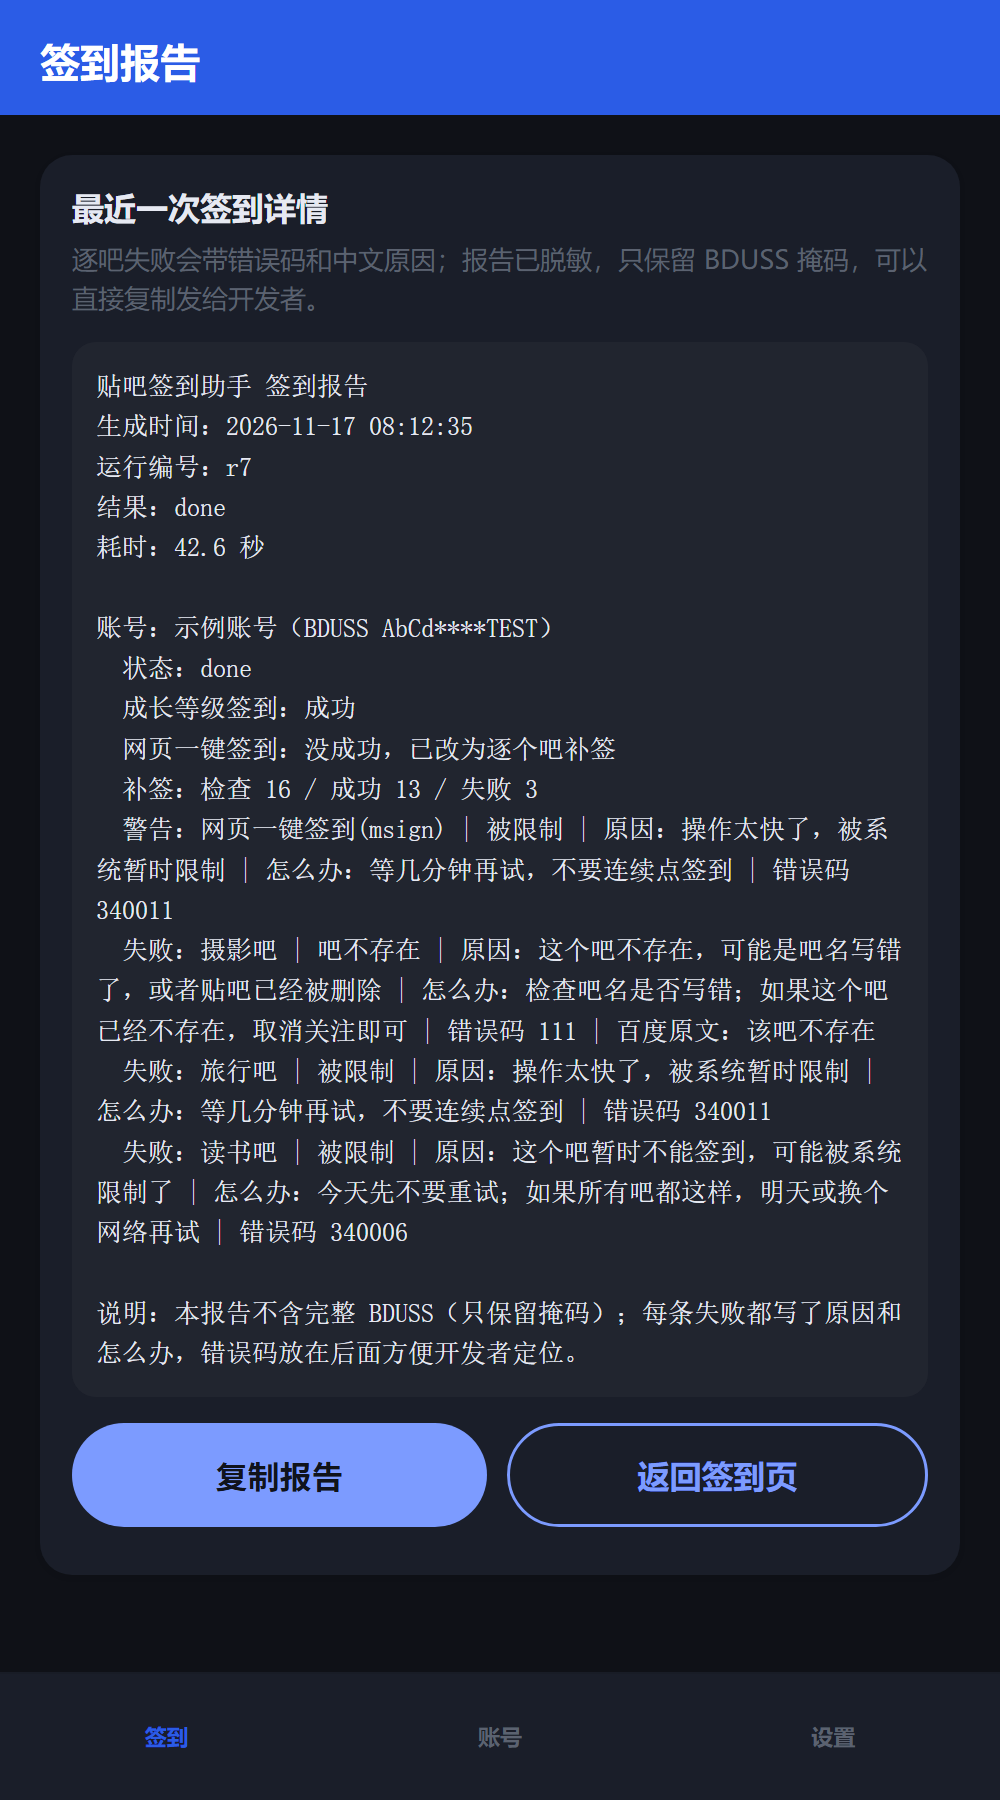 签到报告
最近一次签到详情
逐吧失败会带错误码和中文原因；报告已脱敏，只保留 BDUSS 掩码，可以
直接复制发给开发者。
贴吧签到助手 签到报告
生成时间：2026-11-17 08:12:35
运行编号：r7
结果：done
耗时：42.6 秒
账号：示例账号（BDUSS AbCd****TEST）
状态：done
成长等级签到：成功
网页一键签到：没成功，已改为逐个吧补签
补签：检查 16 / 成功 13 / 失败 3
警告：网页一键签到(msign) | 被限制 | 原因：操作太快了，被系
统暂时限制 | 怎么办：等几分钟再试，不要连续点签到 | 错误码
340011
失败：摄影吧 | 吧不存在 | 原因：这个吧不存在，可能是吧名写错
了，或者贴吧已经被删除 | 怎么办：检查吧名是否写错；如果这个吧
已经不存在，取消关注即可 | 错误码 111 | 百度原文：该吧不存在
失败：旅行吧 | 被限制 | 原因：操作太快了，被系统暂时限制 |
怎么办：等几分钟再试，不要连续点签到 | 错误码 340011
失败：读书吧 | 被限制 | 原因：这个吧暂时不能签到，可能被系统
限制了 | 怎么办：今天先不要重试；如果所有吧都这样，明天或换个
网络再试 | 错误码 340006
说明：本报告不含完整 BDUSS（只保留掩码）；每条失败都写了原因和
怎么办，错误码放在后面方便开发者定位。
复制报告
返回签到页
签到
账号
设置